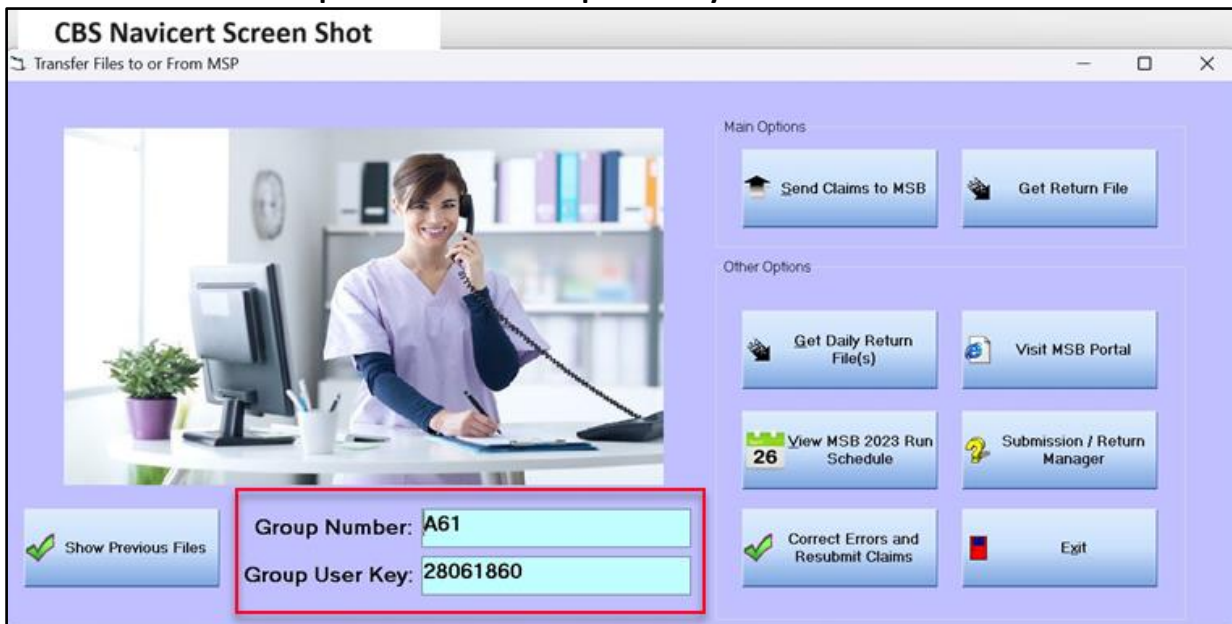 CBS Navicert Screen Shot
Transfer Files to or From MSP
Main Options
Send Claims to MSB
Get Return File
Other Options
Get Daily Return
File(s)
Visit MSB Portal
26
View MSB 2023 Run
Schedule
Submission / Return
Manager
Show Previous Files
Group Number: A61
Group User Key: 28061860
Correct Errors and
Resubmit Claims
Exit